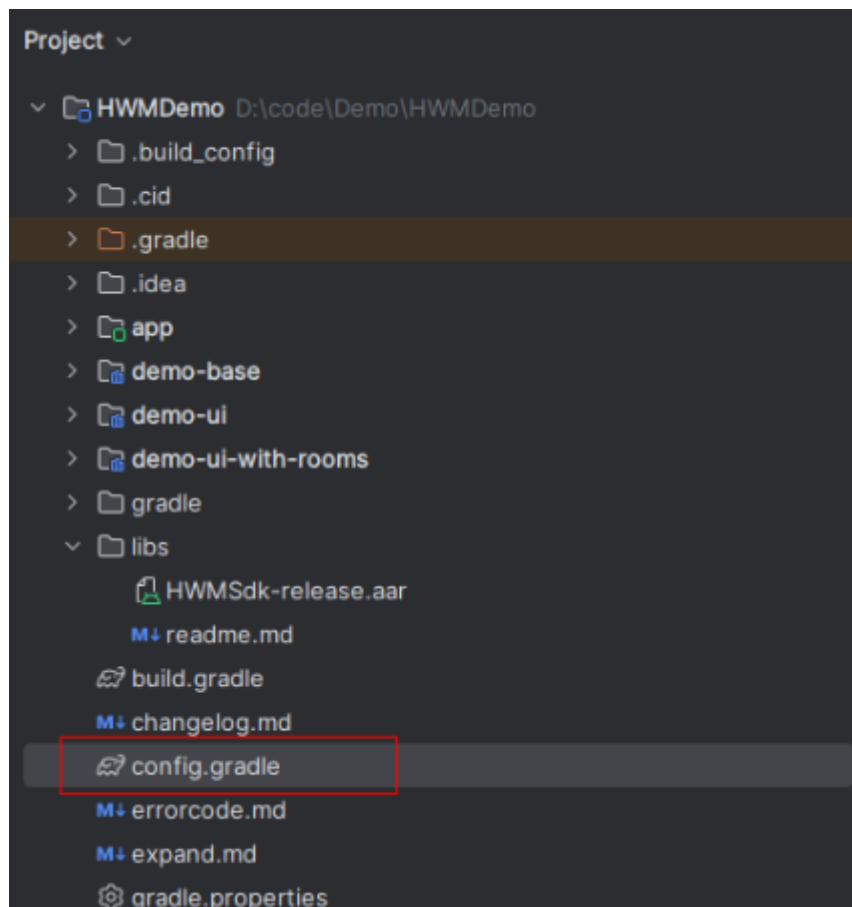 Project
HWMDemo D:\code\Demo\HWMDemo
.build_config
.cid
.gradle
.idea
app
demo-base
demo-ui
demo-ui-with-rooms
gradle
libs
HWMSdk-release.aar
M↓ readme.md
build.gradle
M↓ changelog.md
config.gradle
M↓ errorcode.md
M↓ expand.md
gradle.properties